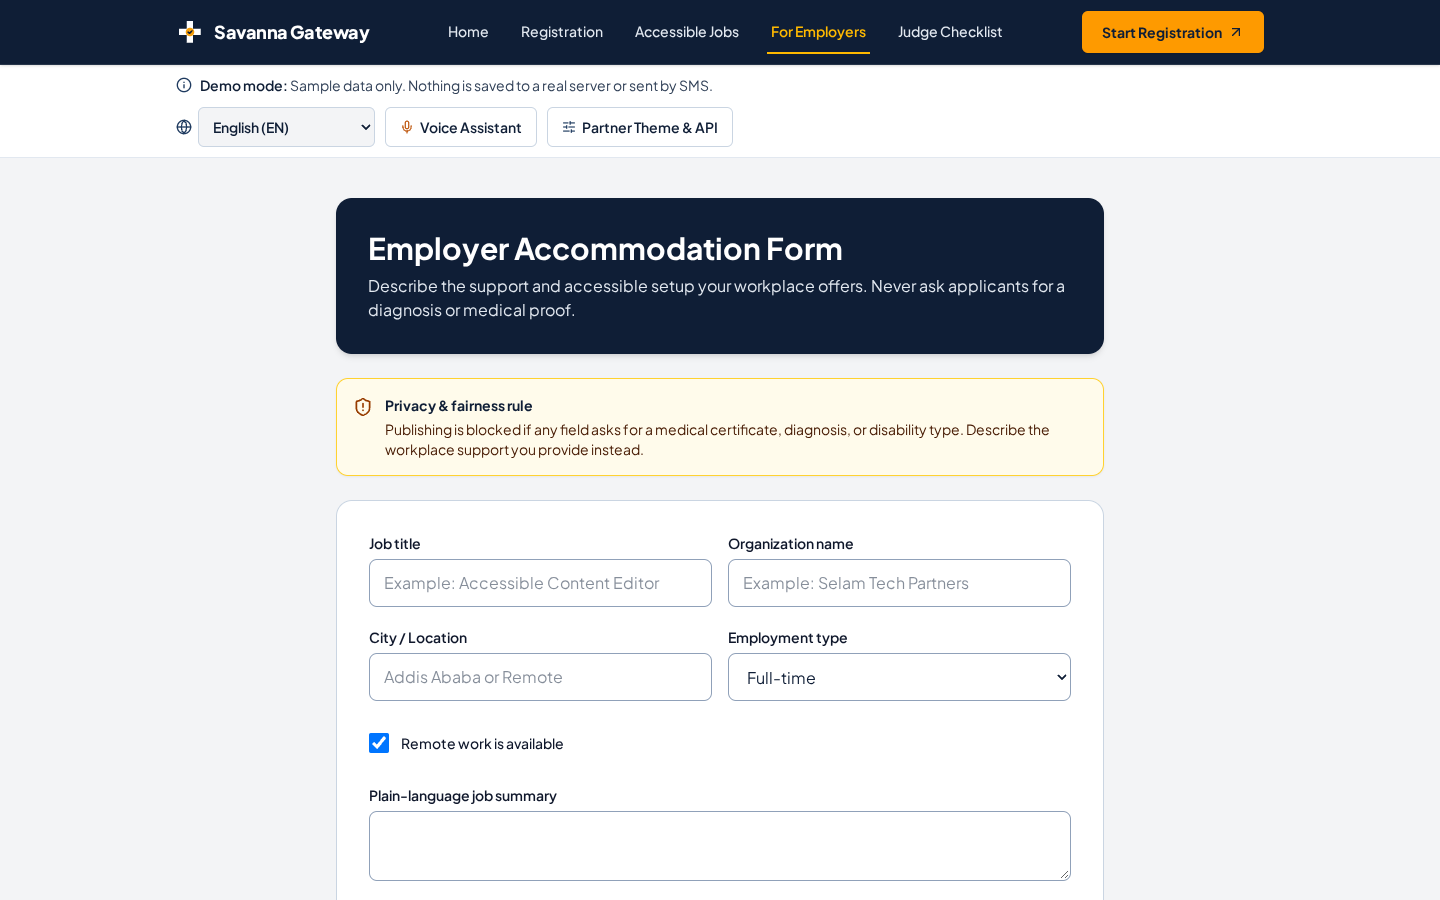 Savanna Gateway
Home
Registration
Accessible Jobs
For Employers
Judge Checklist
Start Registration
Demo mode: Sample data only. Nothing is saved to a real server or sent by SMS.
English (EN)
Voice Assistant
Partner Theme & API
Employer Accommodation Form
Describe the support and accessible setup your workplace offers. Never ask applicants for a
diagnosis or medical proof.
Privacy & fairness rule
Publishing is blocked if any field asks for a medical certificate, diagnosis, or disability type. Describe the
workplace support you provide instead.
Job title
Organization name
Example: Accessible Content Editor
Example: Selam Tech Partners
City / Location
Employment type
Addis Ababa or Remote
Full-time
Remote work is available
Plain-language job summary